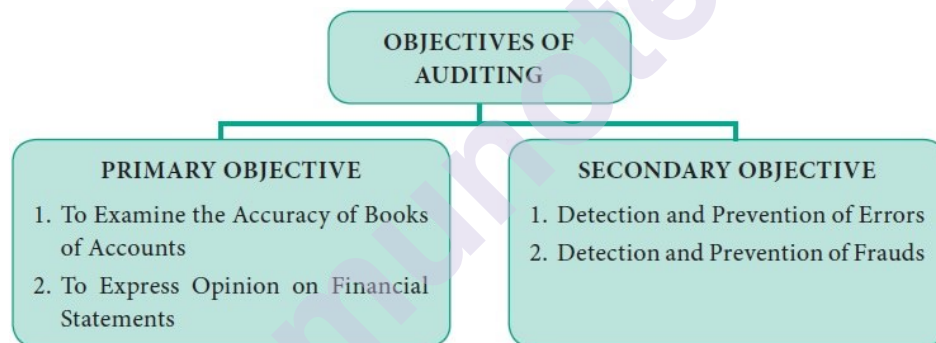 OBJECTIVES OF
AUDITING
PRIMARY OBJECTIVE
1. To Examine the Accuracy of Books
of Accounts
2. To Express Opinion on Financial
Statements
SECONDARY OBJECTIVE
1. Detection and Prevention of Errors
2. Detection and Prevention of Frauds
munote